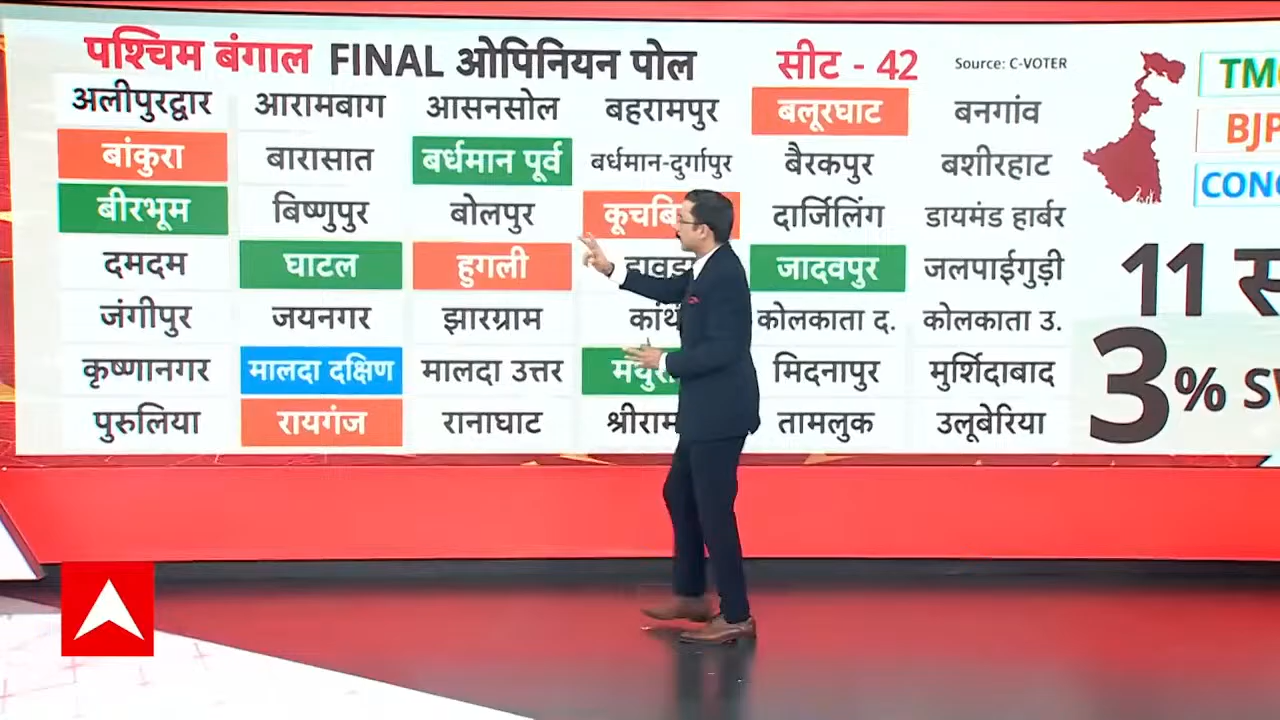 पश्चिम बंगाल FINAL ओपिनियन पोल सीट - 42 Source: C-VOTER
अलीपुरद्वार आरामबाग आसनसोल बहरामपुर बलूरघाट बनगांव
बांकुरा बारासात बर्धमान पूर्व बर्धमान-दुर्गापुर बैरकपुर बशीरहाट
बीरभूम बिष्णुपुर बोलपुर दार्जिलिंग डायमंड हार्बर
दमदम घाटल हुगली जादवपुर जलपाईगुड़ी
जंगीपुर जयनगर झारग्राम कोलकाता द. कोलकाता उ.
कृष्णानगर मालदा दक्षिण मालदा उत्तर मिदनापुर मुर्शिदाबाद
पुरुलिया रायगंज रानाघाट तामलुक उलूबेरिया
BJP
11
3%